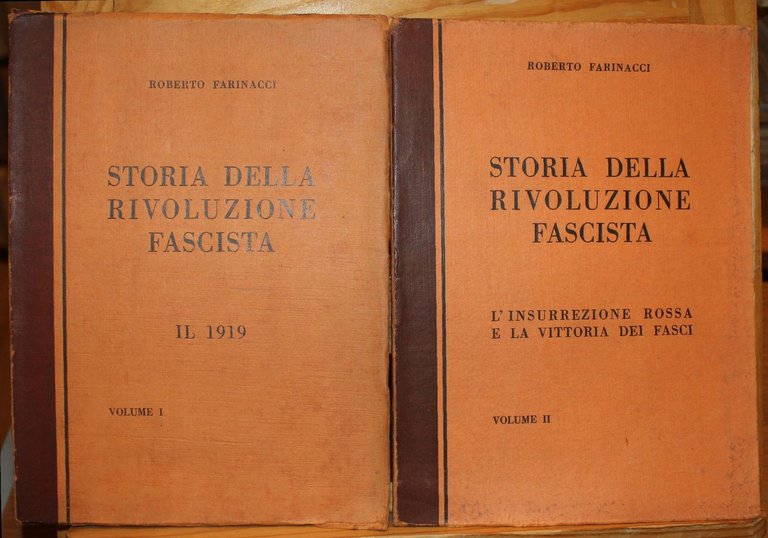 ROBERTO FARINACCI
STORIA DELLA
RIVOLUZIONE
FASCISTA
IL 1919
VOLUME I
ROBERTO FARINACCI
STORIA DELLA
RIVOLUZIONE
FASCISTA
L'INSURREZIONE ROSSA
E LA VITTORIA DEI FASCI
VOLUME II